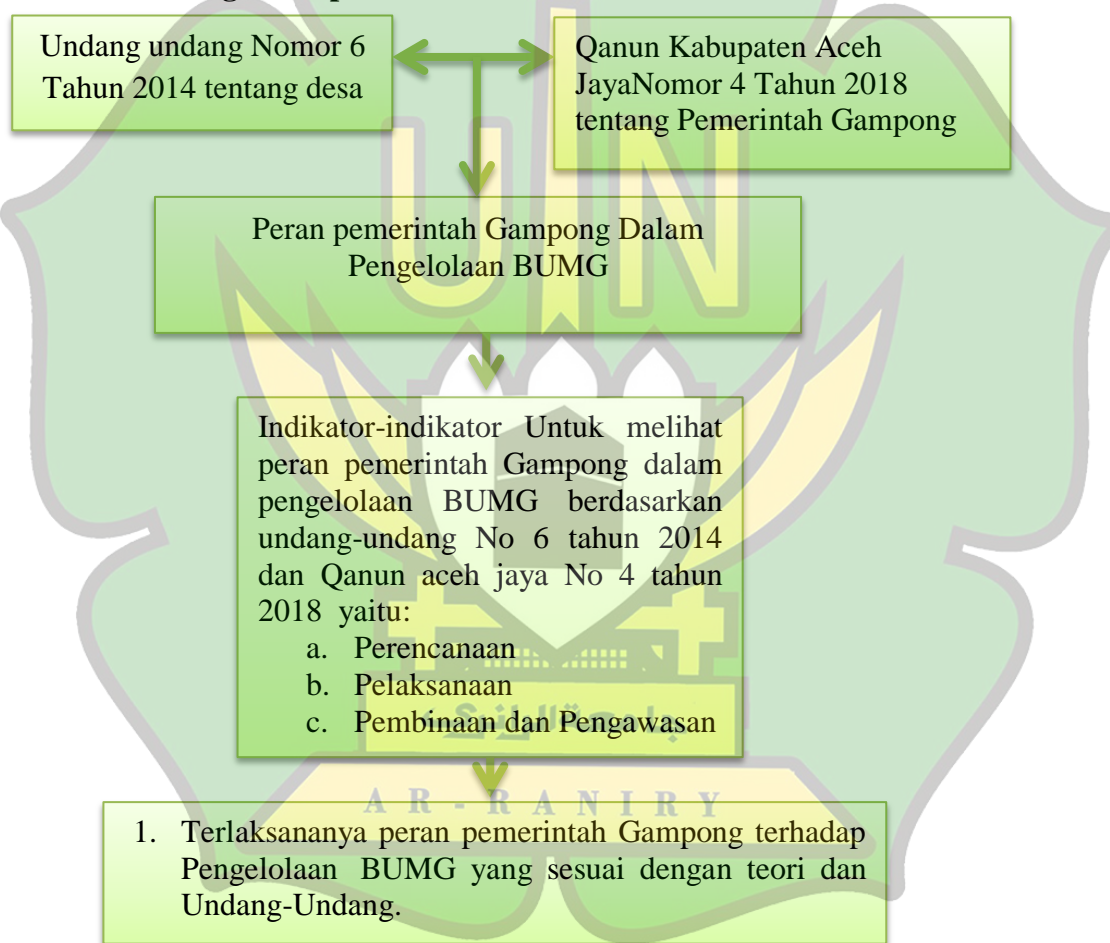 Undang undang Nomor 6
Tahun 2014 tentang desa
Qanun Kabupaten Aceh
JayaNomor 4 Tahun 2018
tentang Pemerintah Gampong
UIN
Peran pemerintah Gampong Dalam
Pengelolaan BUMG
Indikator-indikator Untuk melihat
peran pemerintah Gampong dalam
pengelolaan BUMG berdasarkan
undang-undang No 6 tahun 2014
dan Qanun aceh jaya No 4 tahun
2018 yaitu:
a. Perencanaan
b. Pelaksanaan
c. Pembinaan dan Pengawasan
جامعة الرانيري
AR-RANIRY
1. Terlaksananya peran pemerintah Gampong terhadap
Pengelolaan BUMG yang sesuai dengan teori dan
Undang-Undang.